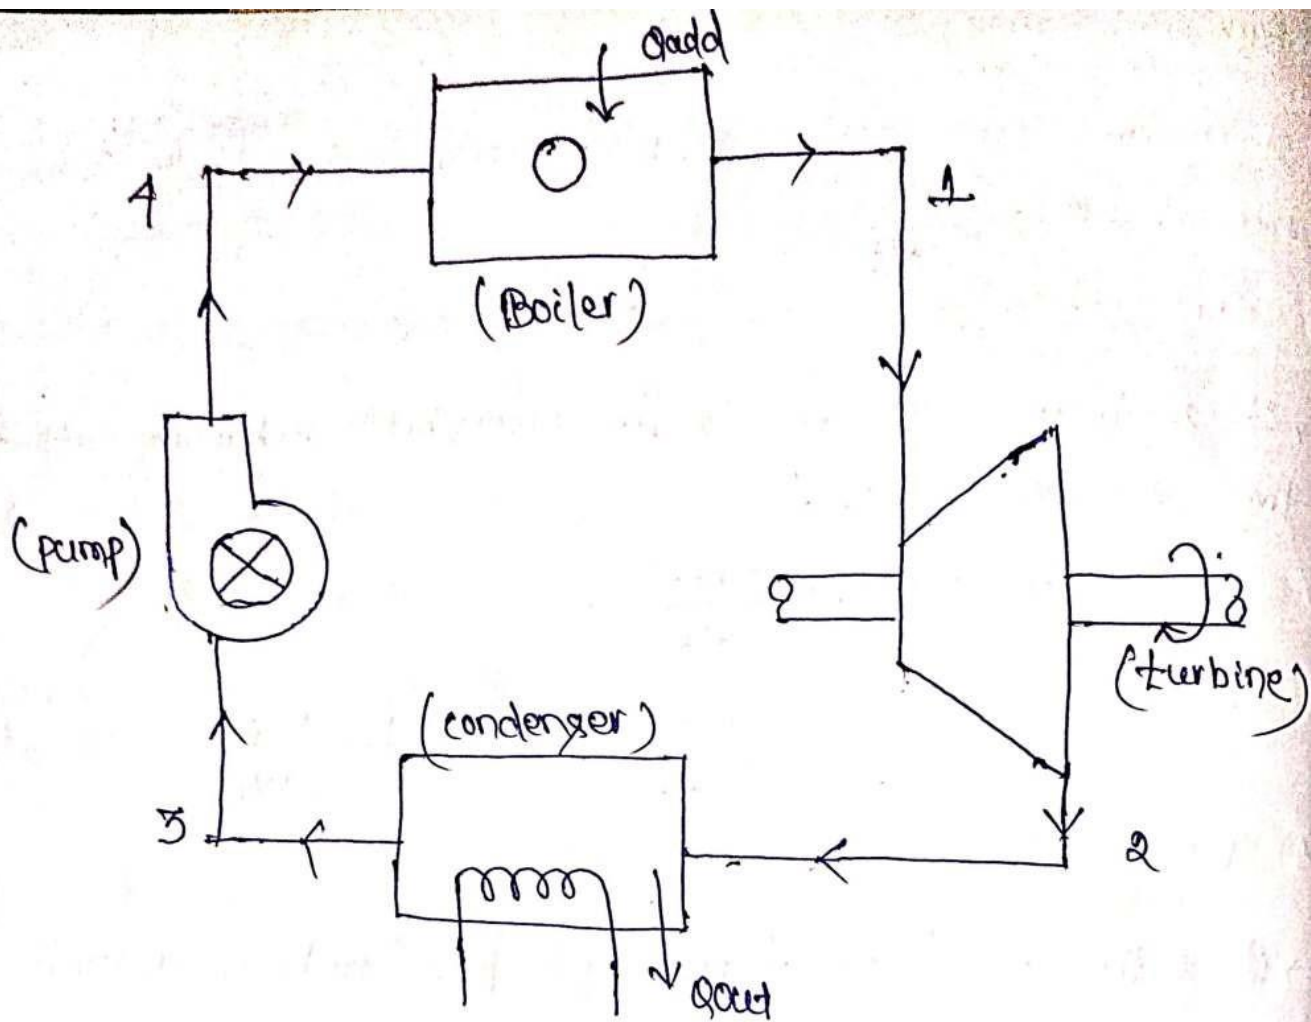 Qadd
4
1
(Boiler)
(pump)
(turbine)
(condenser)
3
2
Qout